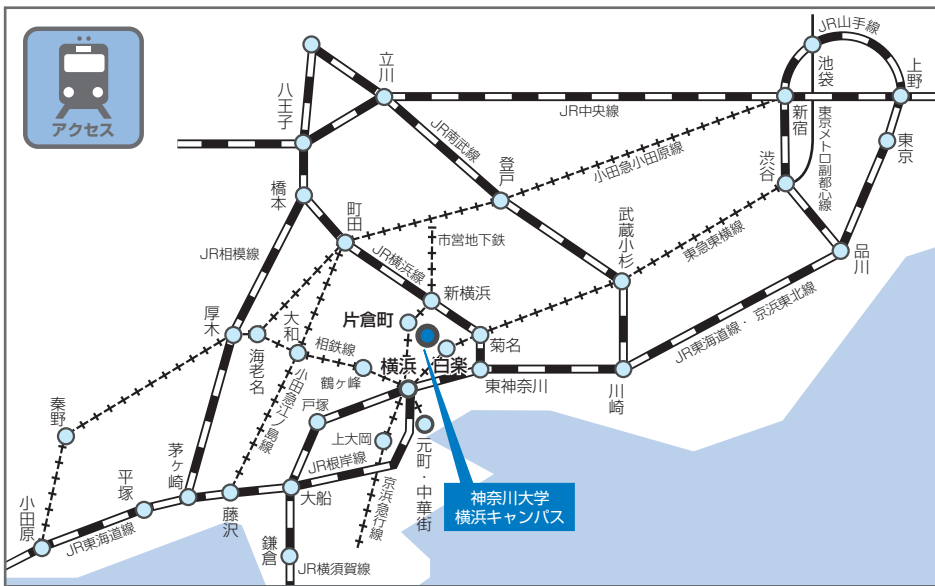 アクセス
JR山手線
池袋
上野
立川
八王子
JR中央線
新宿
東京メトロ副都心線
東京
JR南武線
小田急小田原線
登戸
渋谷
橋本
町田
市営地下鉄
武蔵小杉
東急東横線
品川
JR相模線
JR横浜線
新横浜
JR東海道線・京浜東北線
厚木
海老名
大和
相鉄線
片倉町
菊名
鶴ヶ峰
横浜
白楽
東神奈川
川崎
秦野
小田急江ノ島線
戸塚
上大岡
JR根岸線
元町・中華街
京浜急行線
茅ヶ崎
平塚
小田原
藤沢
大船
神奈川大学
横浜キャンパス
JR東海道線
鎌倉
JR横須賀線